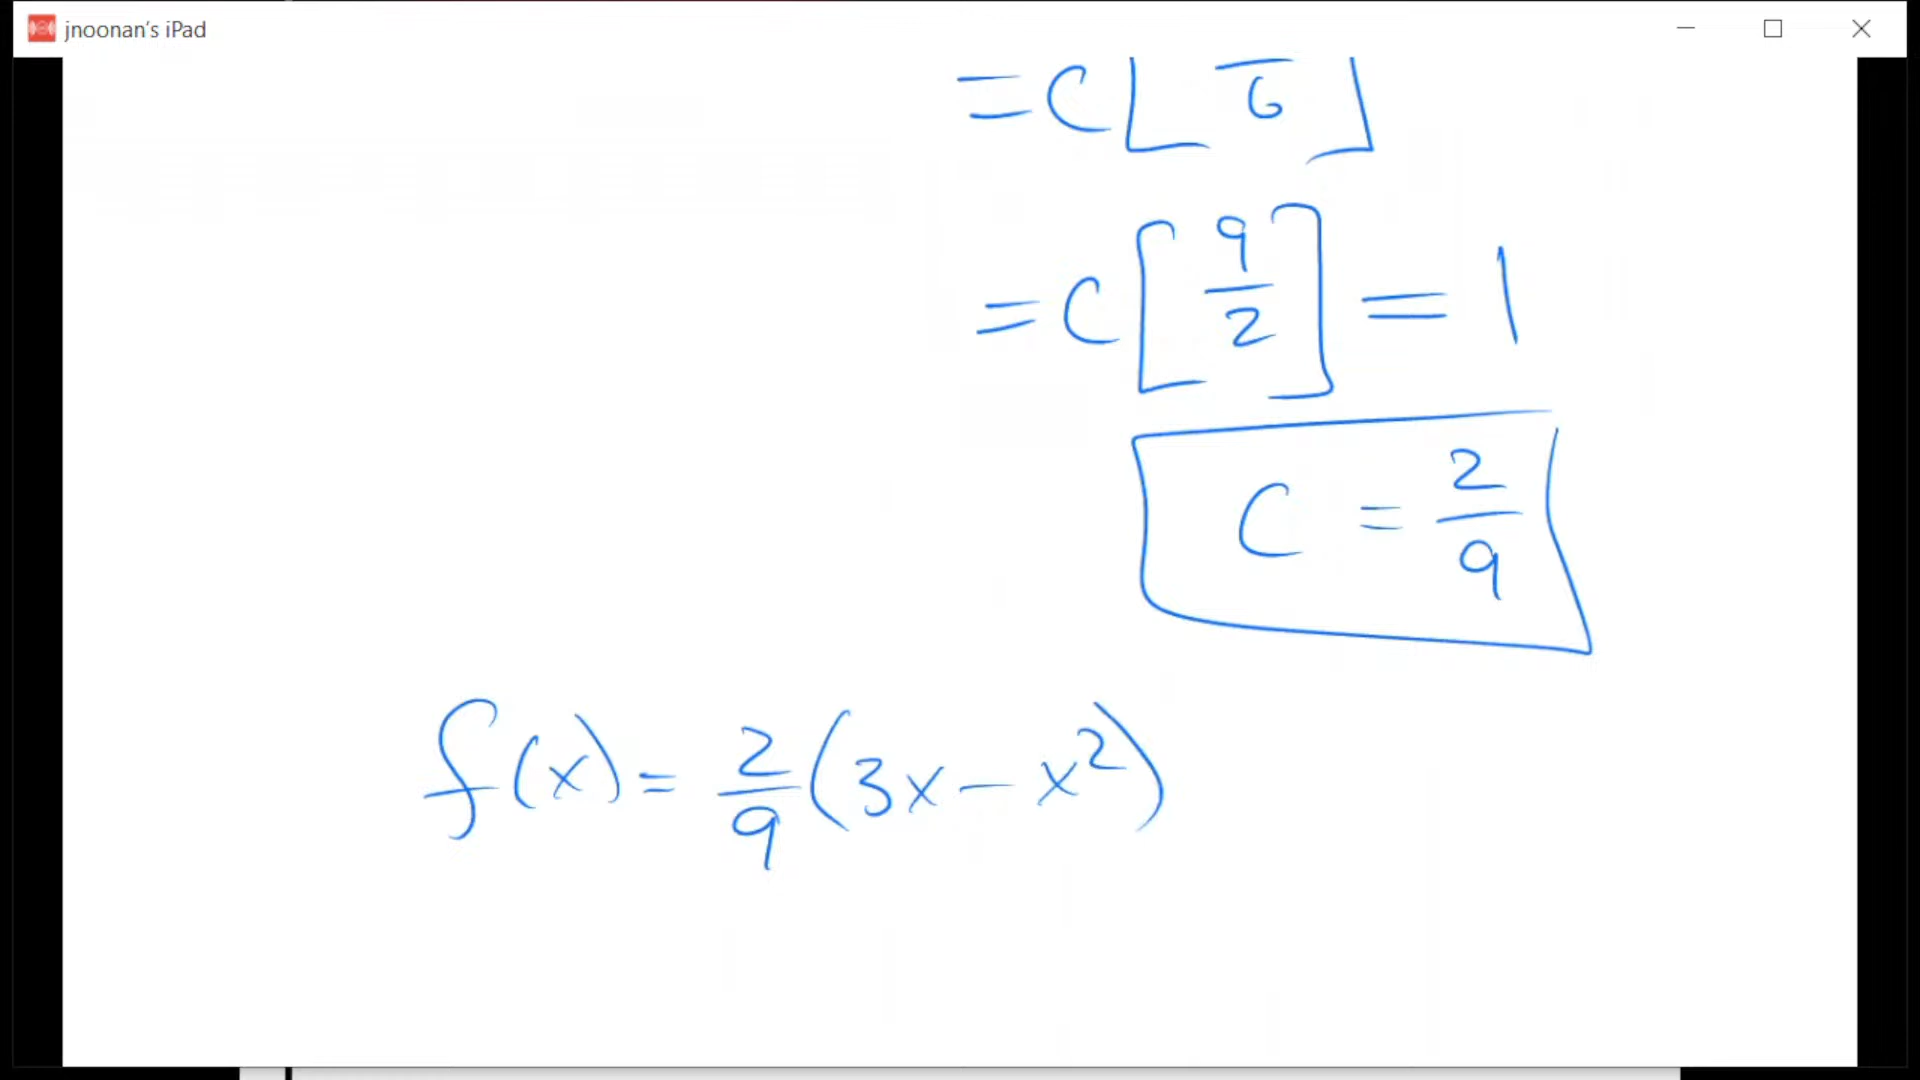 jnoonan's iPad
= C [ — 6 ]
= C [ 9/2 ] = 1
C = 2/9
f(x) = 2/9 (3x - x²)